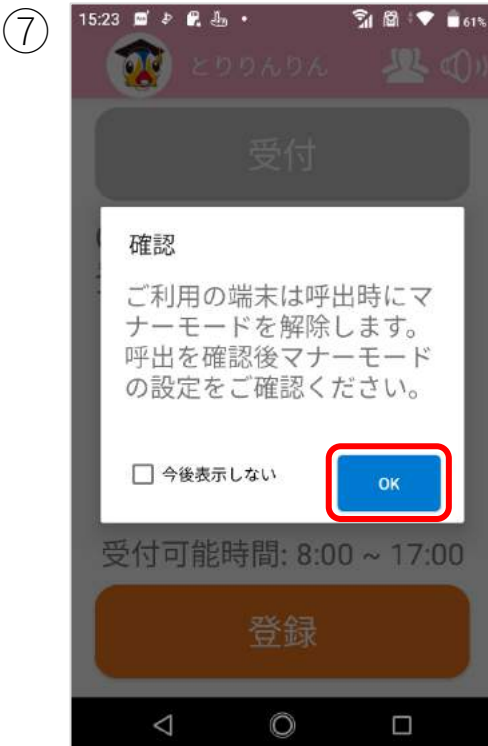 ⑦
15:23
61%
とりりんりん
受付
確認
ご利用の端末は呼出時にマ
ナーモードを解除します。
呼出を確認後マナーモード
の設定をご確認ください。
今後表示しない
OK
受付可能時間: 8:00 ~ 17:00
登録